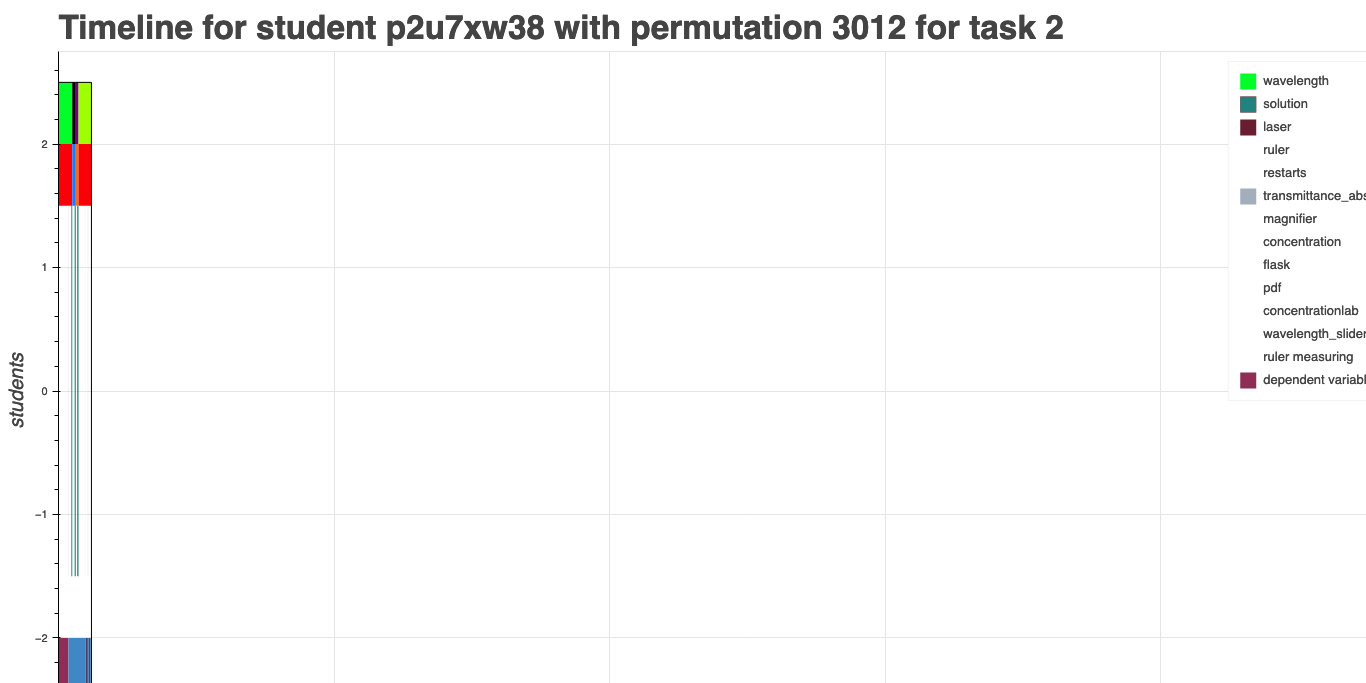 Timeline for student p2u7xw38 with permutation 3012 for task 2
wavelength
solution
laser
ruler
restarts
transmittance_abs
magnifier
concentration
flask
pdf
concentrationlab
wavelength_slider
ruler measuring
dependent variabl
2
1
0
−1
−2
students